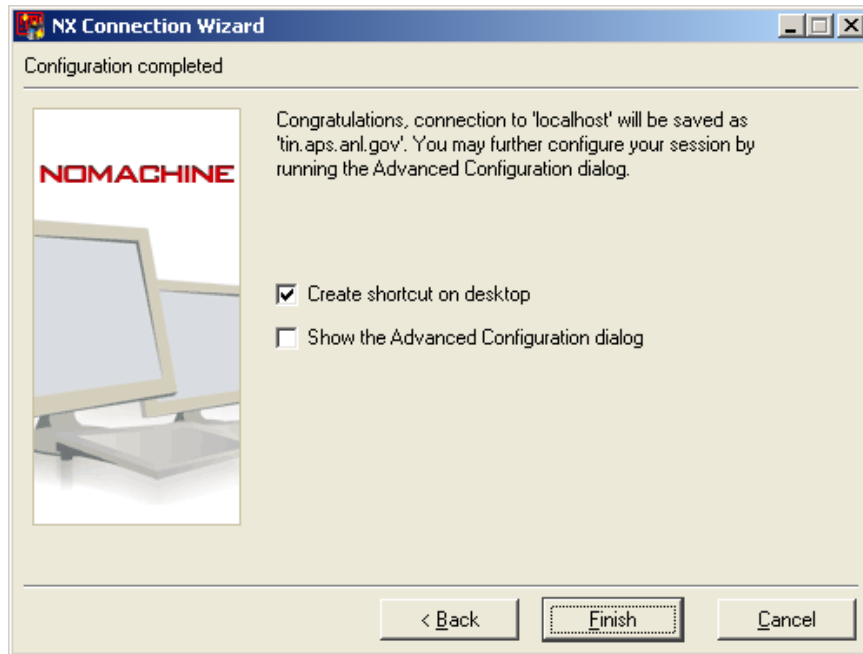 NX Connection Wizard
Configuration completed
NOMACHINE
Congratulations, connection to 'localhost' will be saved as
'tin.aps.anl.gov'. You may further configure your session by
running the Advanced Configuration dialog.
Create shortcut on desktop
Show the Advanced Configuration dialog
< Back
Finish
Cancel